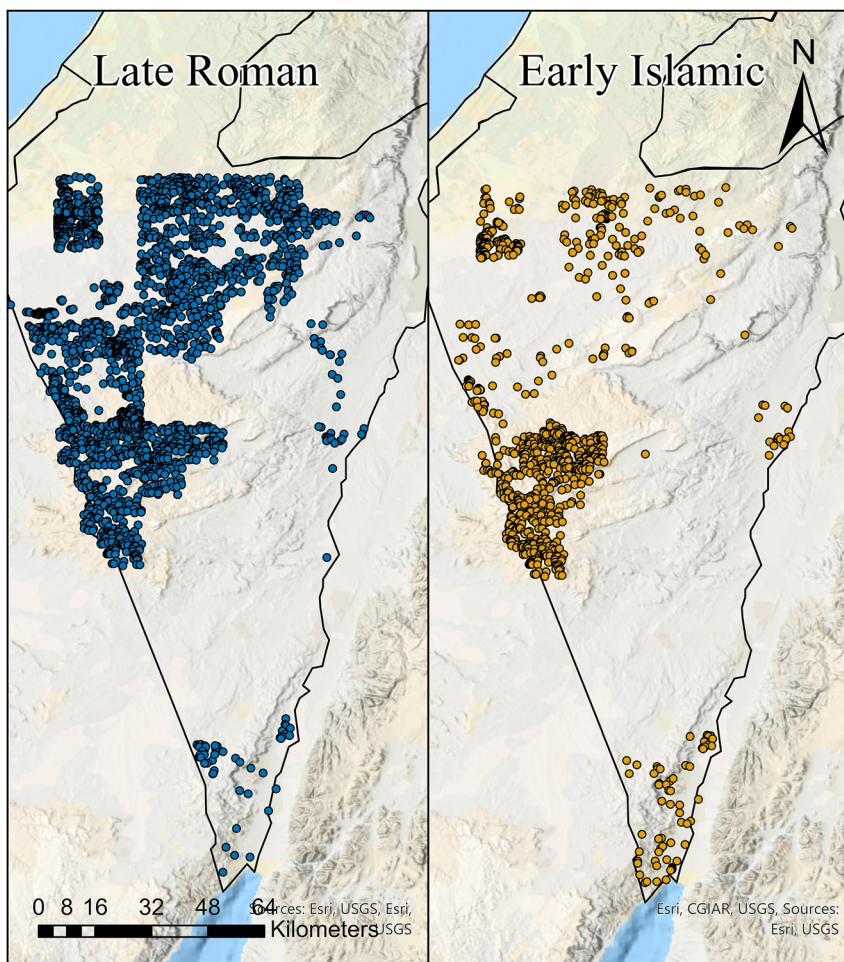 Late Roman
Early Islamic
N
0 8 16 32 48 64
Kilometers
Sources: Esri, USGS, Esri,
USGS
Esri, CGIAR, USGS, Sources:
Esri, USGS